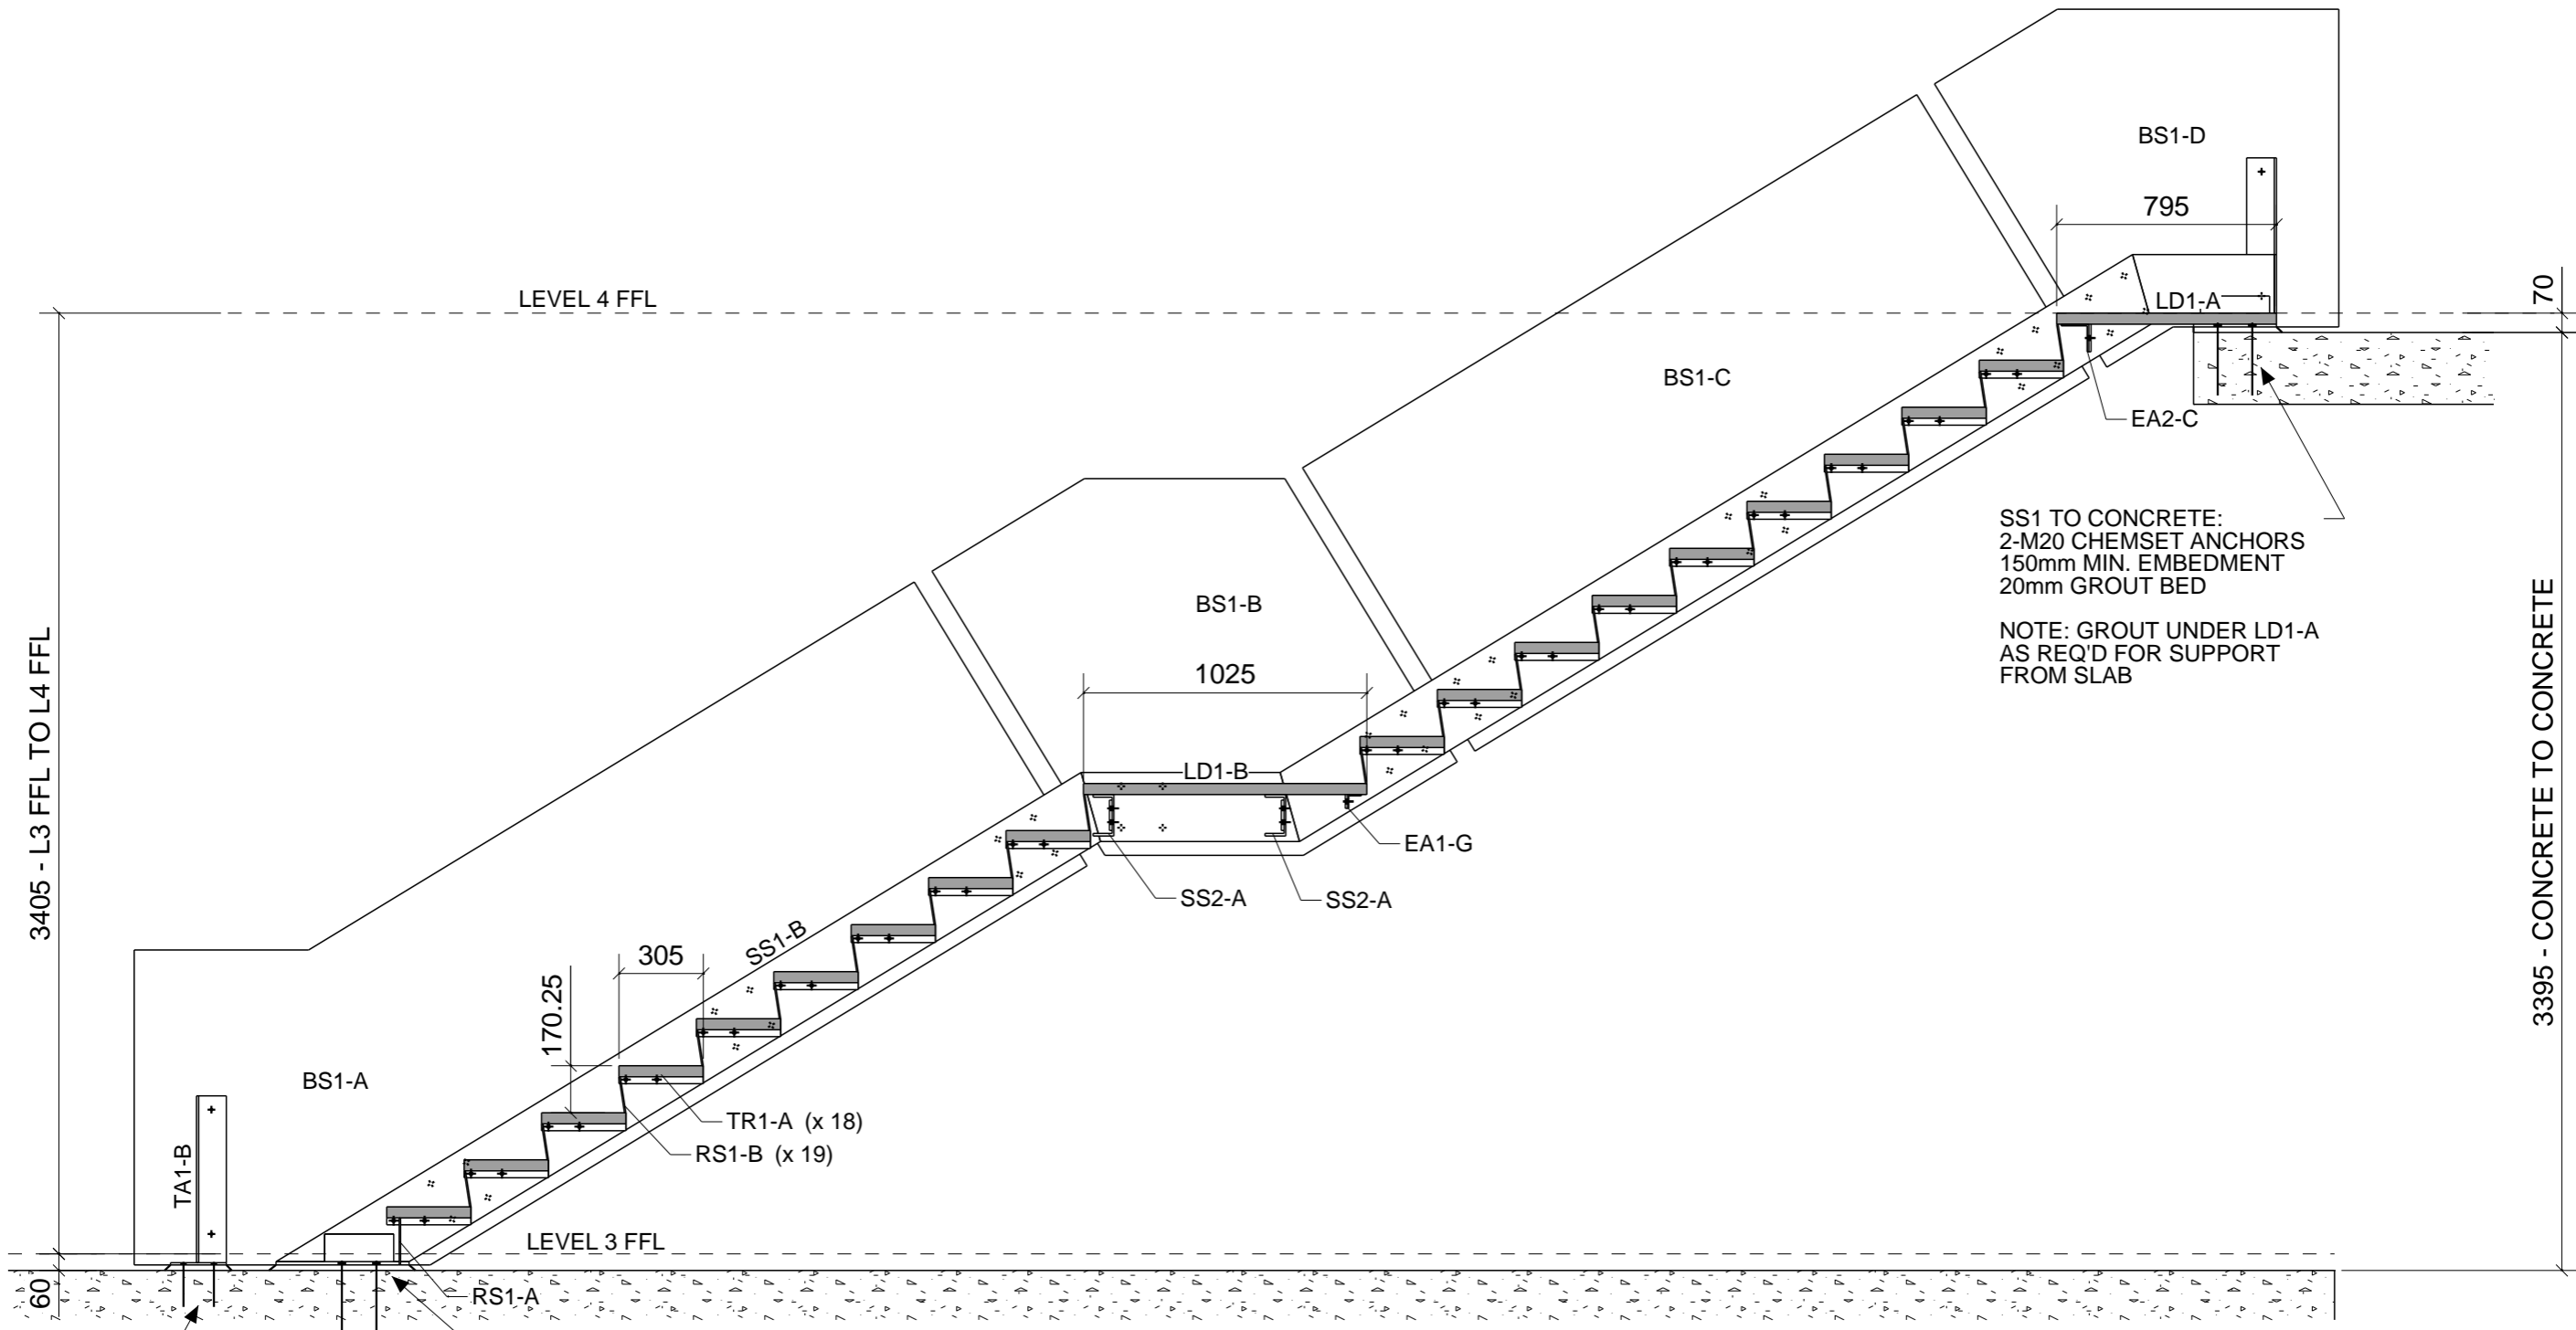 BS1-D
795
LEVEL 4 FFL
LD1-A
70
BS1-C
EA2-C
SS1 TO CONCRETE:
2-M20 CHEMSET ANCHORS
150mm MIN. EMBEDMENT
20mm GROUT BED
NOTE: GROUT UNDER LD1-A
AS REQ'D FOR SUPPORT
FROM SLAB
BS1-B
1025
LD1-B
EA1-G
SS2-A
SS2-A
3405 - L3 FFL TO L4 FFL
3395 - CONCRETE TO CONCRETE
SS1-B
305
170.25
BS1-A
TR1-A (x 18)
RS1-B (x 19)
TA1-B
LEVEL 3 FFL
60
RS1-A